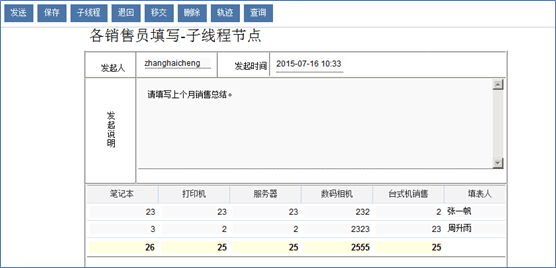 发送 保存 子线程 退回 移交 删除 轨迹 查询
各销售员填写-子线程节点
发起人 zhanghaicheng 发起时间 2015-07-16 10:33
发起说明 请填写上个月销售总结。
笔记本 打印机 服务器 数码相机 台式机销售 填表人
23 23 23 232 2 张一帆
3 2 2 2323 23 周升雨
26 25 25 2555 25